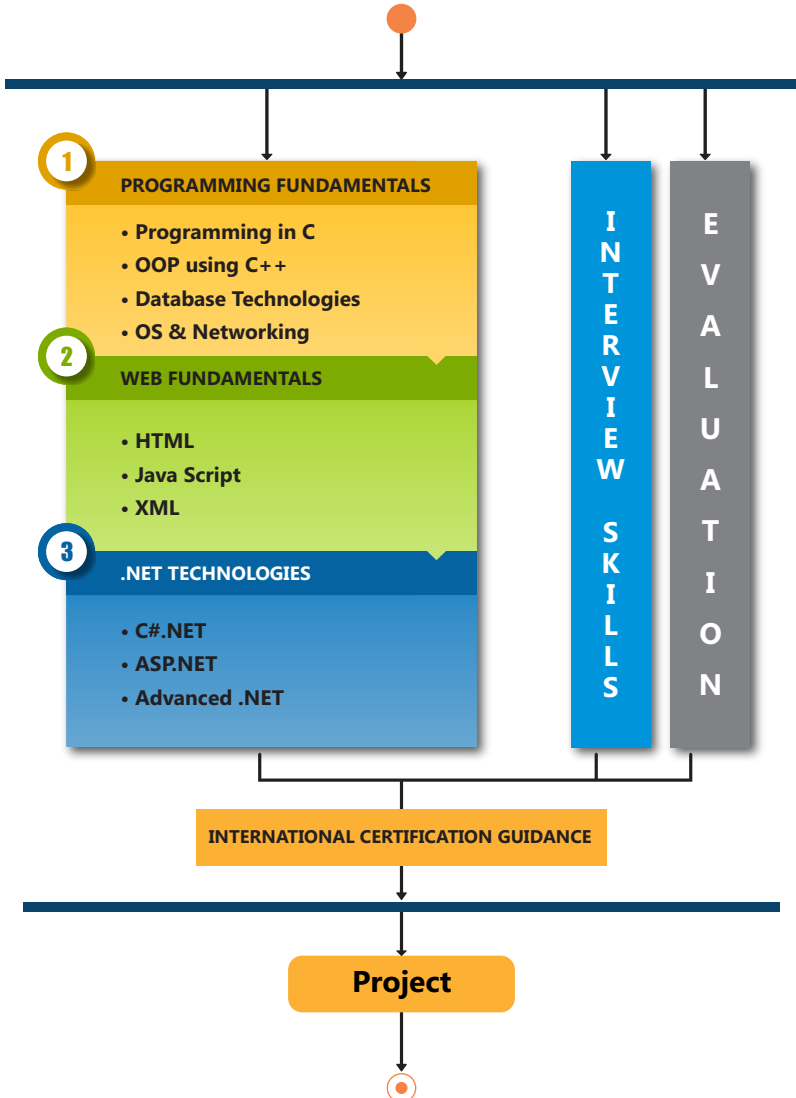 1
PROGRAMMING FUNDAMENTALS
• Programming in C
• OOP using C++
• Database Technologies
• OS & Networking
2
WEB FUNDAMENTALS
• HTML
• Java Script
• XML
3
.NET TECHNOLOGIES
• C#.NET
• ASP.NET
• Advanced .NET
INTERVIEW SKILLS
EVALUATION
INTERNATIONAL CERTIFICATION GUIDANCE
Project